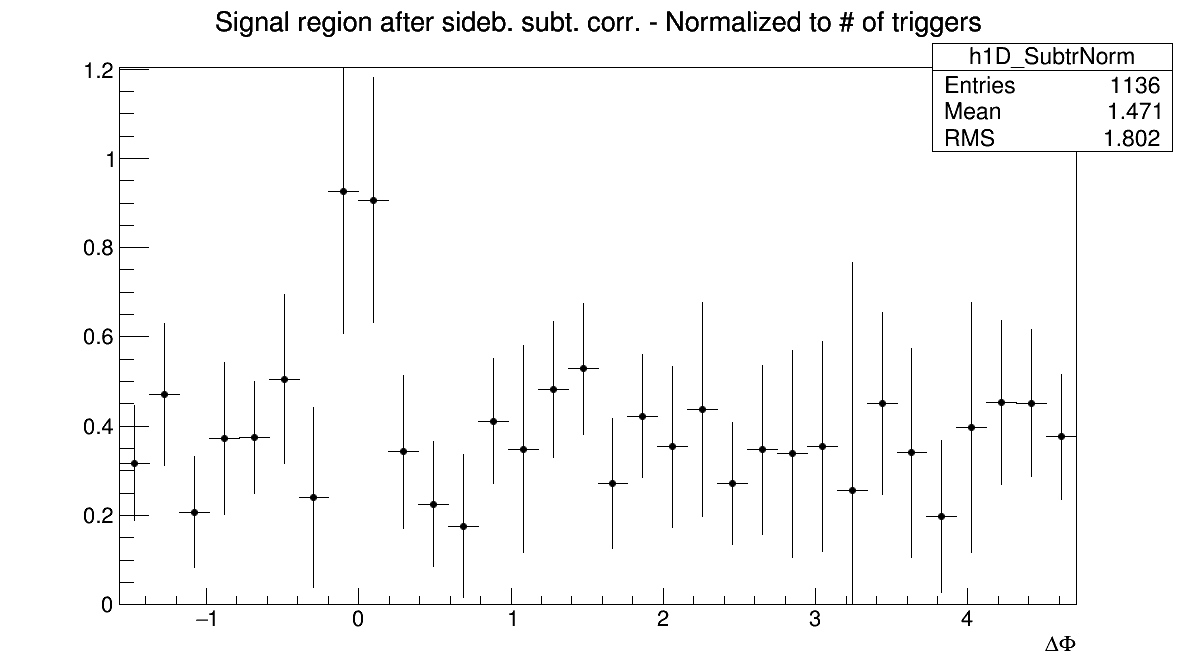 Signal region after sideb. subt. corr. - Normalized to # of triggers
h1D_SubtrNorm
Entries 1136
Mean 1.471
RMS 1.802
1.2
1
0.8
0.6
0.4
0.2
0
−1 0 1 2 3 4
ΔΦ